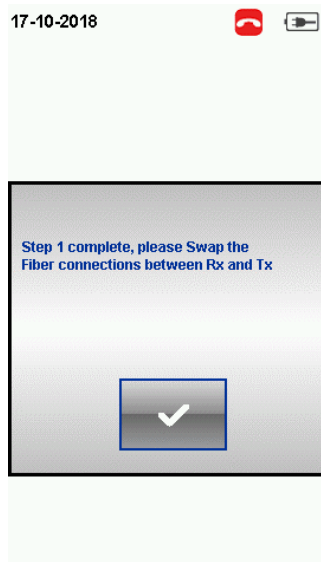 17-10-2018
Step 1 complete, please Swap the
Fiber connections between Rx and Tx